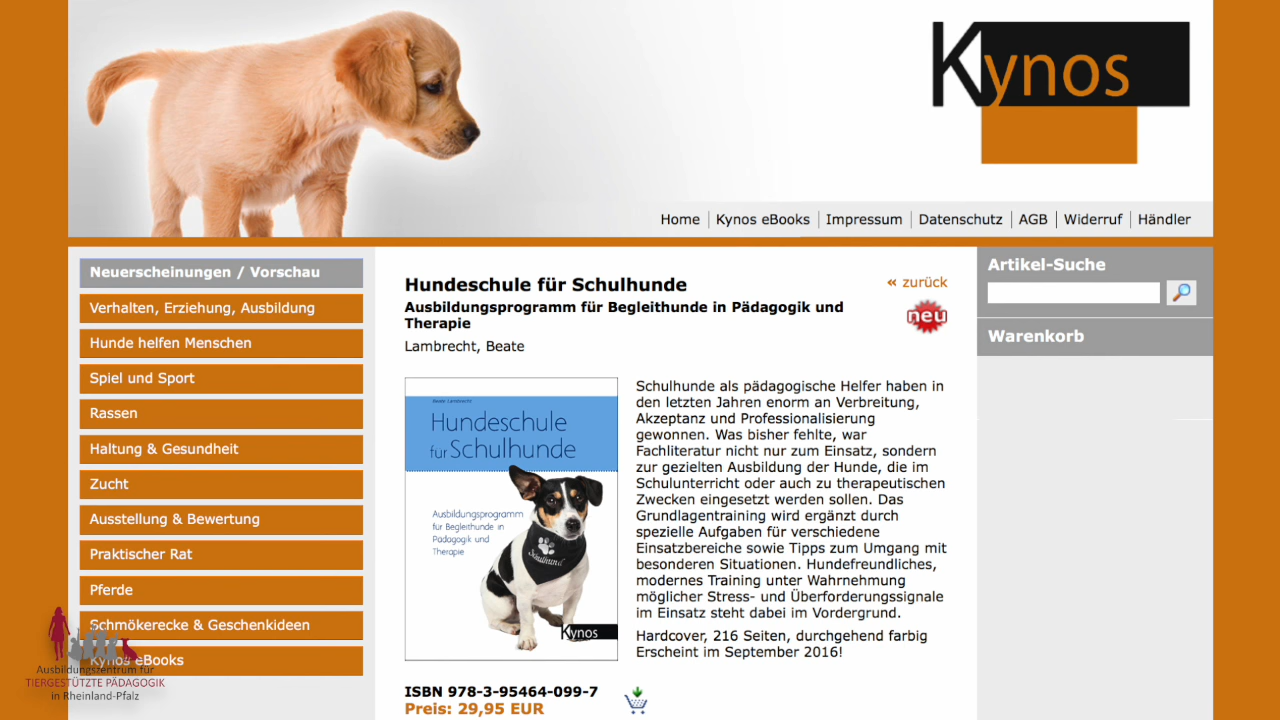 Kynos
Home
Kynos eBooks
Impressum
Datenschutz
AGB
Widerruf
Händler
Neuerscheinungen / Vorschau
Verhalten, Erziehung, Ausbildung
Hunde helfen Menschen
Spiel und Sport
Rassen
Haltung & Gesundheit
Zucht
Ausstellung & Bewertung
Praktischer Rat
Pferde
Schmökerecke & Geschenkideen
Kynos eBooks
Ausbildungszentrum für
TIERGESTÜTZTE PÄDAGOGIK
in Rheinland-Pfalz
Hundeschule für Schulhunde
« zurück
Ausbildungsprogramm für Begleithunde in Pädagogik und
Therapie
neu
Lambrecht, Beate
Beate Lambrecht
Hundeschule
für Schulhunde
Ausbildungsprogramm
für Begleithunde in
Pädagogik und
Therapie
Schulhund
Kynos
Schulhunde als pädagogische Helfer haben in
den letzten Jahren enorm an Verbreitung,
Akzeptanz und Professionalisierung
gewonnen. Was bisher fehlte, war
Fachliteratur nicht nur zum Einsatz, sondern
zur gezielten Ausbildung der Hunde, die im
Schulunterricht oder auch zu therapeutischen
Zwecken eingesetzt werden sollen. Das
Grundlagentraining wird ergänzt durch
spezielle Aufgaben für verschiedene
Einsatzbereiche sowie Tipps zum Umgang mit
besonderen Situationen. Hundefreundliches,
modernes Training unter Wahrnehmung
möglicher Stress- und Überforderungssignale
im Einsatz steht dabei im Vordergrund.
Hardcover, 216 Seiten, durchgehend farbig
Erscheint im September 2016!
ISBN 978-3-95464-099-7
Preis: 29,95 EUR
Artikel-Suche
Warenkorb